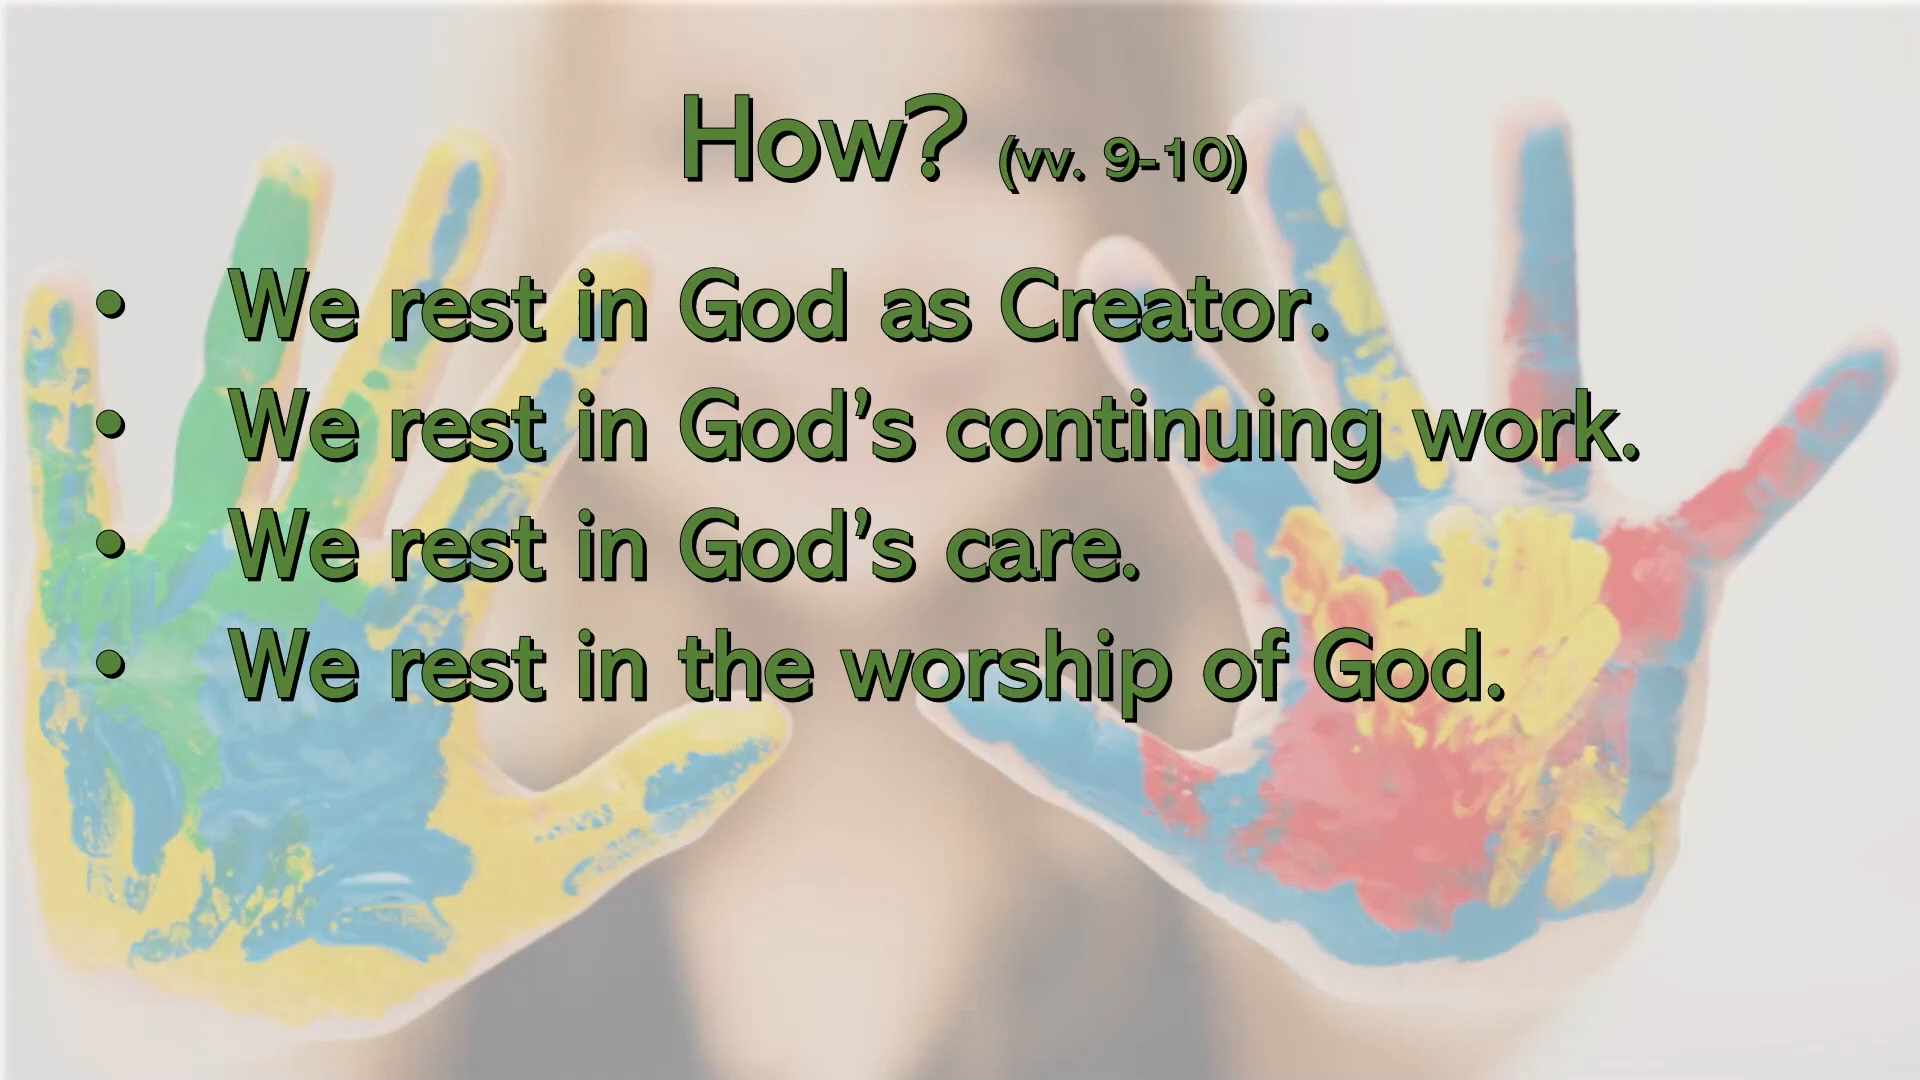 How? (vv. 9-10)
• We rest in God as Creator.
• We rest in God’s continuing work.
• We rest in God’s care.
• We rest in the worship of God.